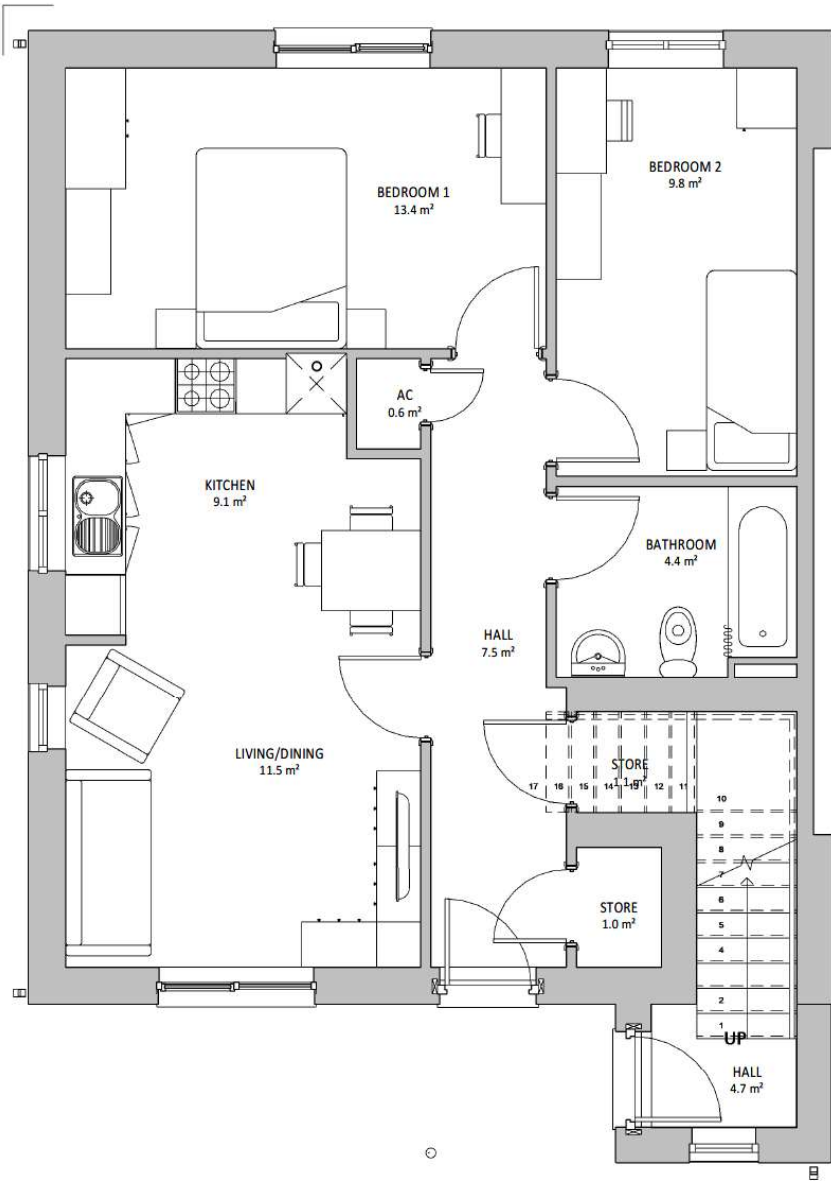 BEDROOM 1
13.4 m²
BEDROOM 2
9.8 m²
AC
0.6 m²
KITCHEN
9.1 m²
BATHROOM
4.4 m²
HALL
7.5 m²
LIVING/DINING
11.5 m²
STORE
1.1 m²
17 16 15 14 13 12 11
10
9
8
7
6
5
4
2
1
UP
STORE
1.0 m²
HALL
4.7 m²